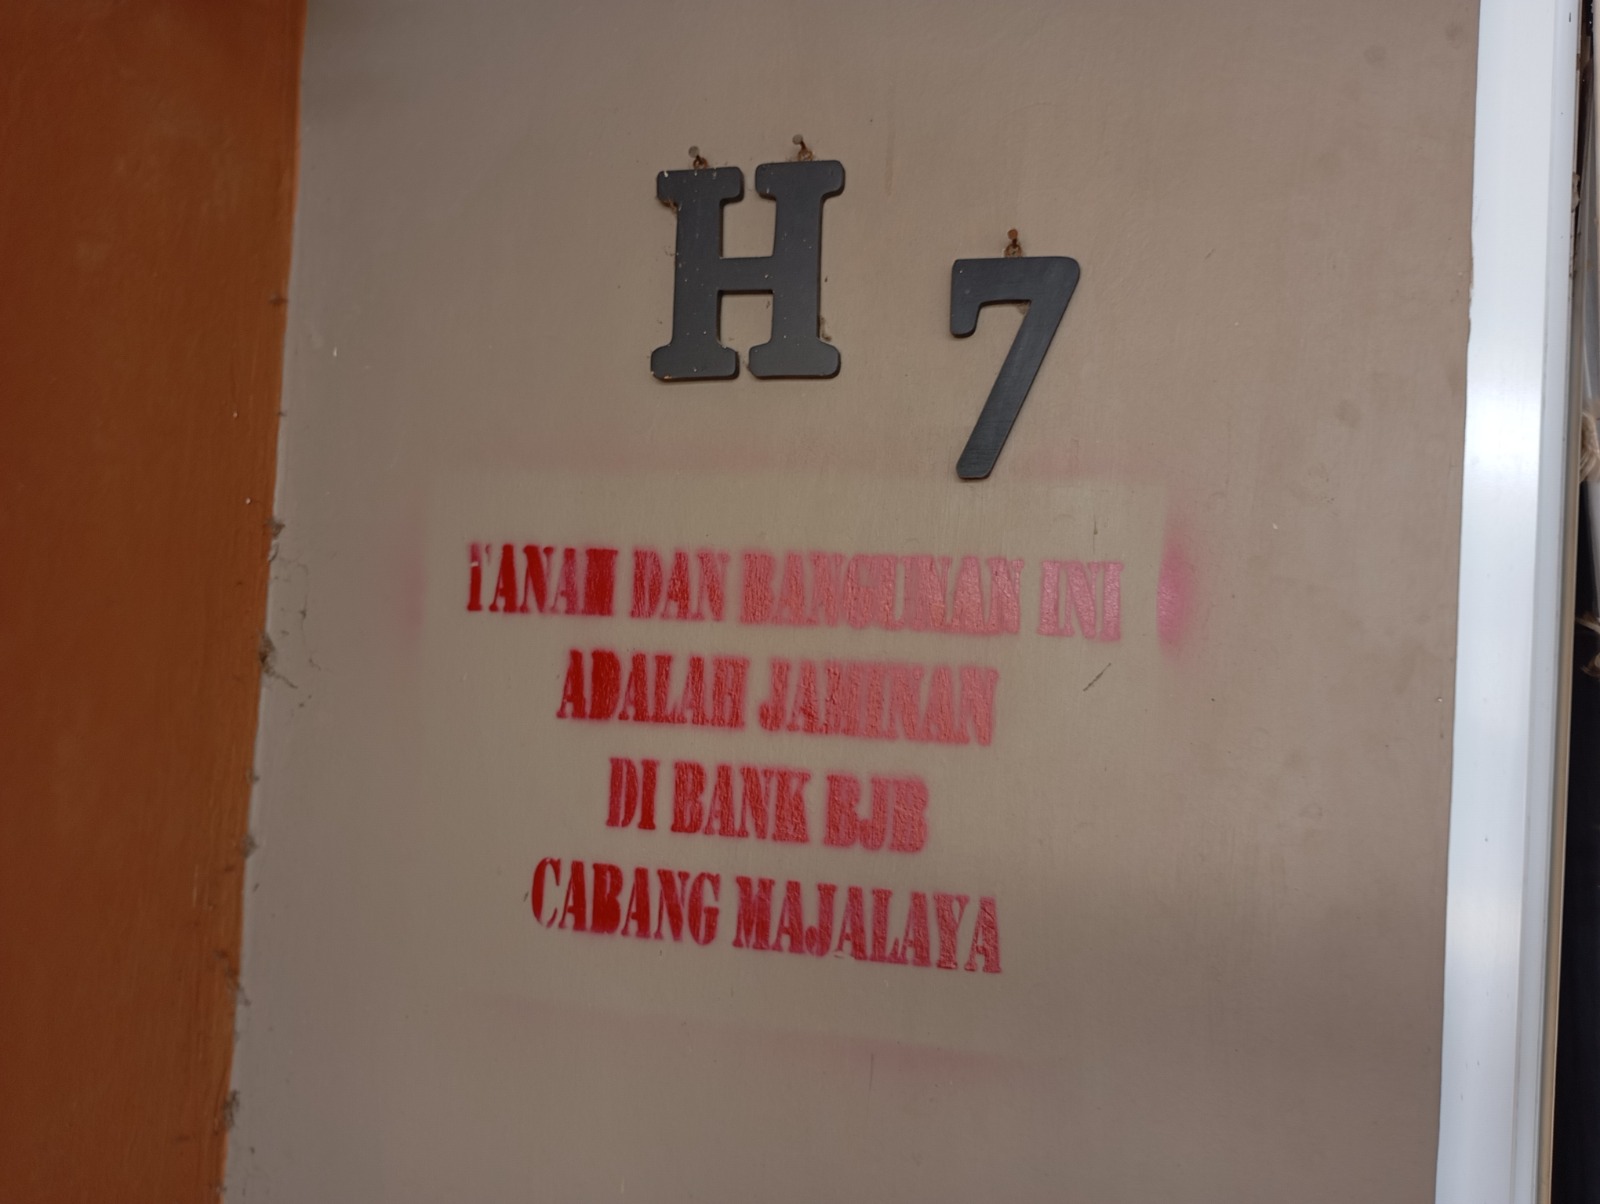 H 7
TANAH DAN BANGUNAN INI
ADALAH JAMINAN
DI BANK BJB
CABANG MAJALAYA